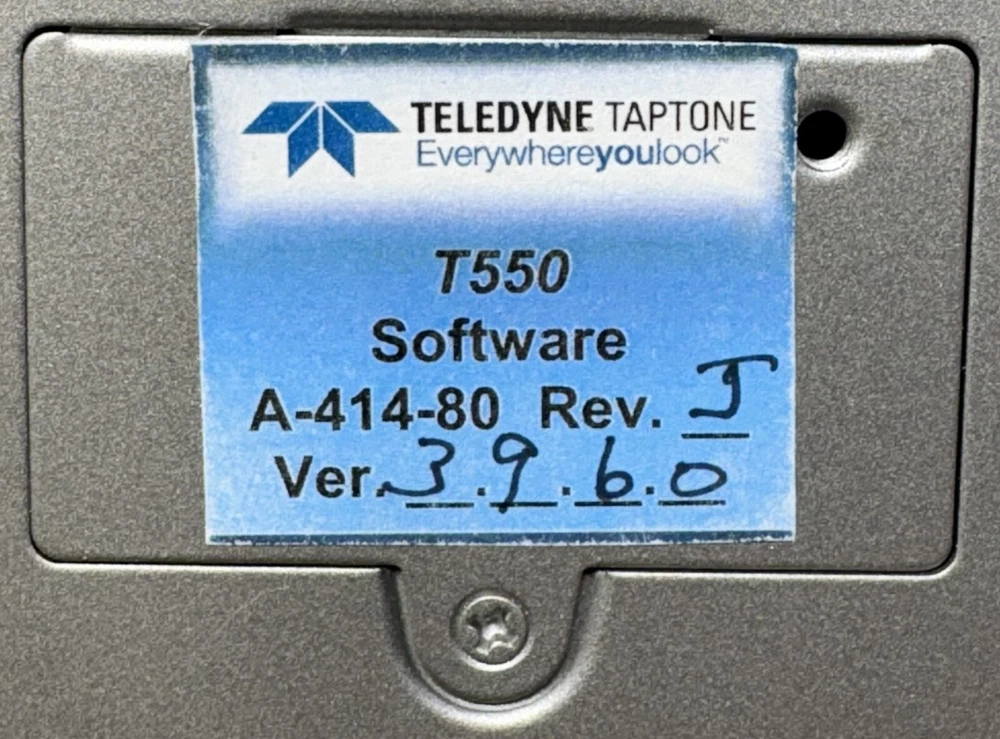 TELEDYNE TAPTONE
Everywhereyoulook™
T550
Software
A-414-80 Rev. J
Ver. 3.9.6.0